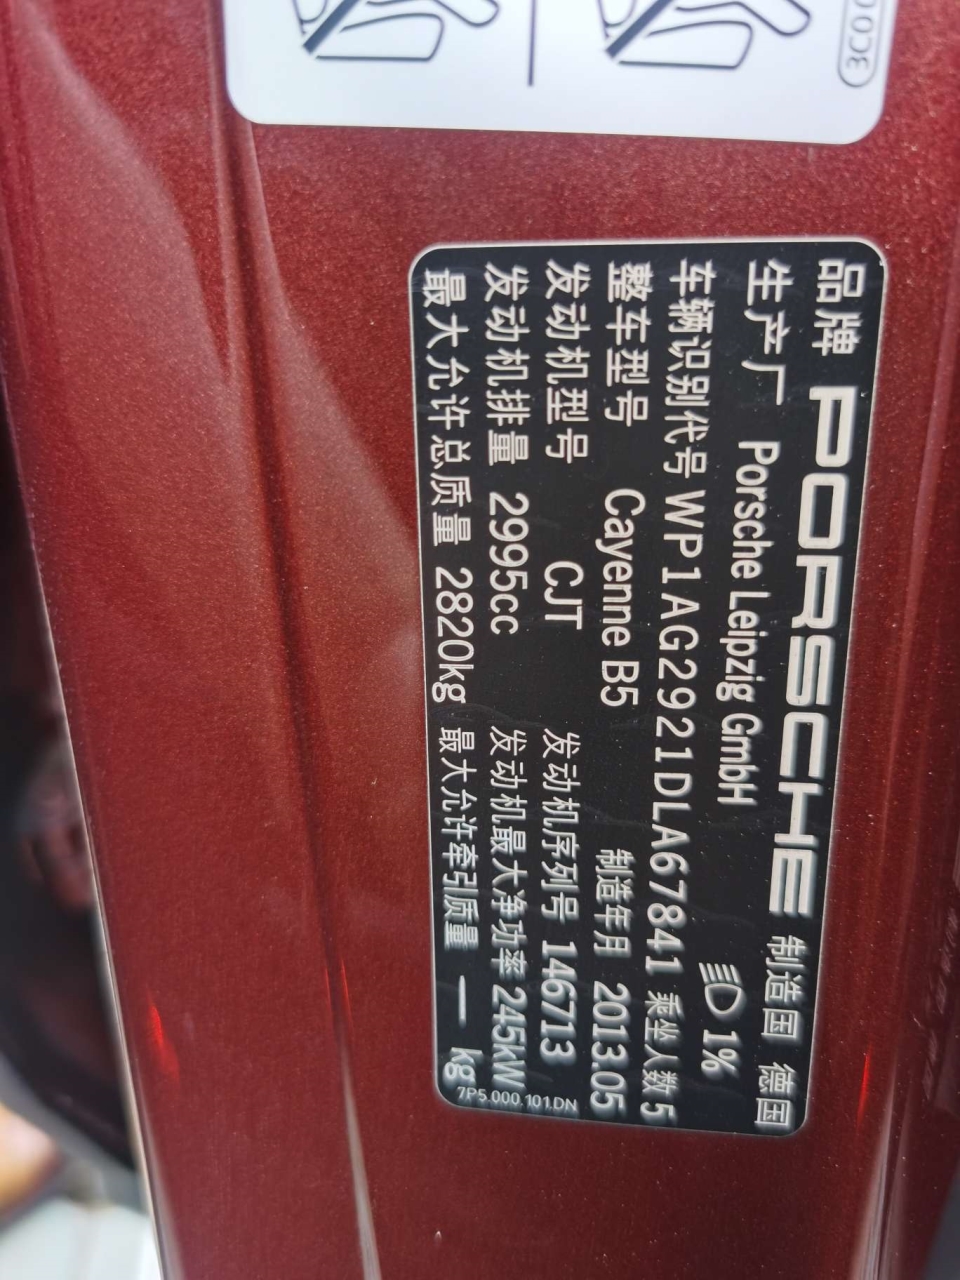 3C0 0
品牌 PORSCHE 制造国 德国
生产厂 Porsche Leipzig GmbH 1%
车辆识别代号 WP1AG2921DLA67841 乘坐人数 5
整车型号 Cayenne B5 制造年月 2013.05
发动机型号 CJT 发动机序列号 146713
发动机排量 2995cc 发动机最大净功率 245kW
最大允许总质量 2820kg 最大允许牵引质量 — kg
7P5.000.101.DN